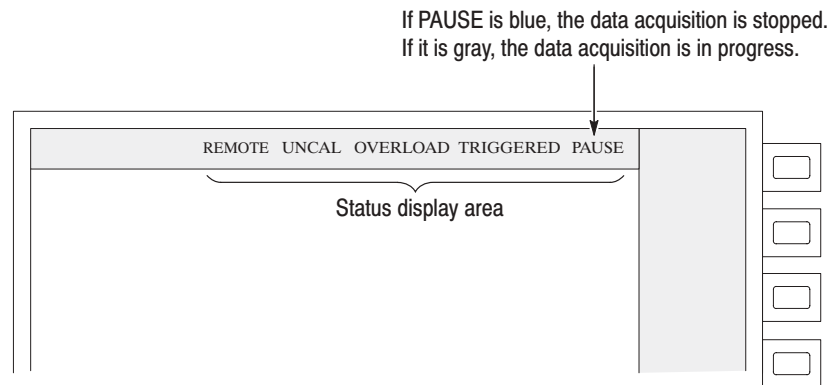 If PAUSE is blue, the data acquisition is stopped.
If it is gray, the data acquisition is in progress.
REMOTE UNCAL OVERLOAD TRIGGERED PAUSE
Status display area